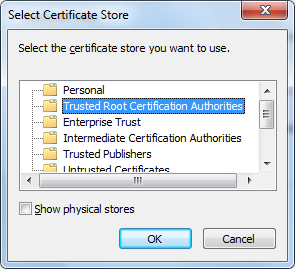 Select Certificate Store
Select the certificate store you want to use.
Personal
Trusted Root Certification Authorities
Enterprise Trust
Intermediate Certification Authorities
Trusted Publishers
Untrusted Certificates
Show physical stores
OK
Cancel